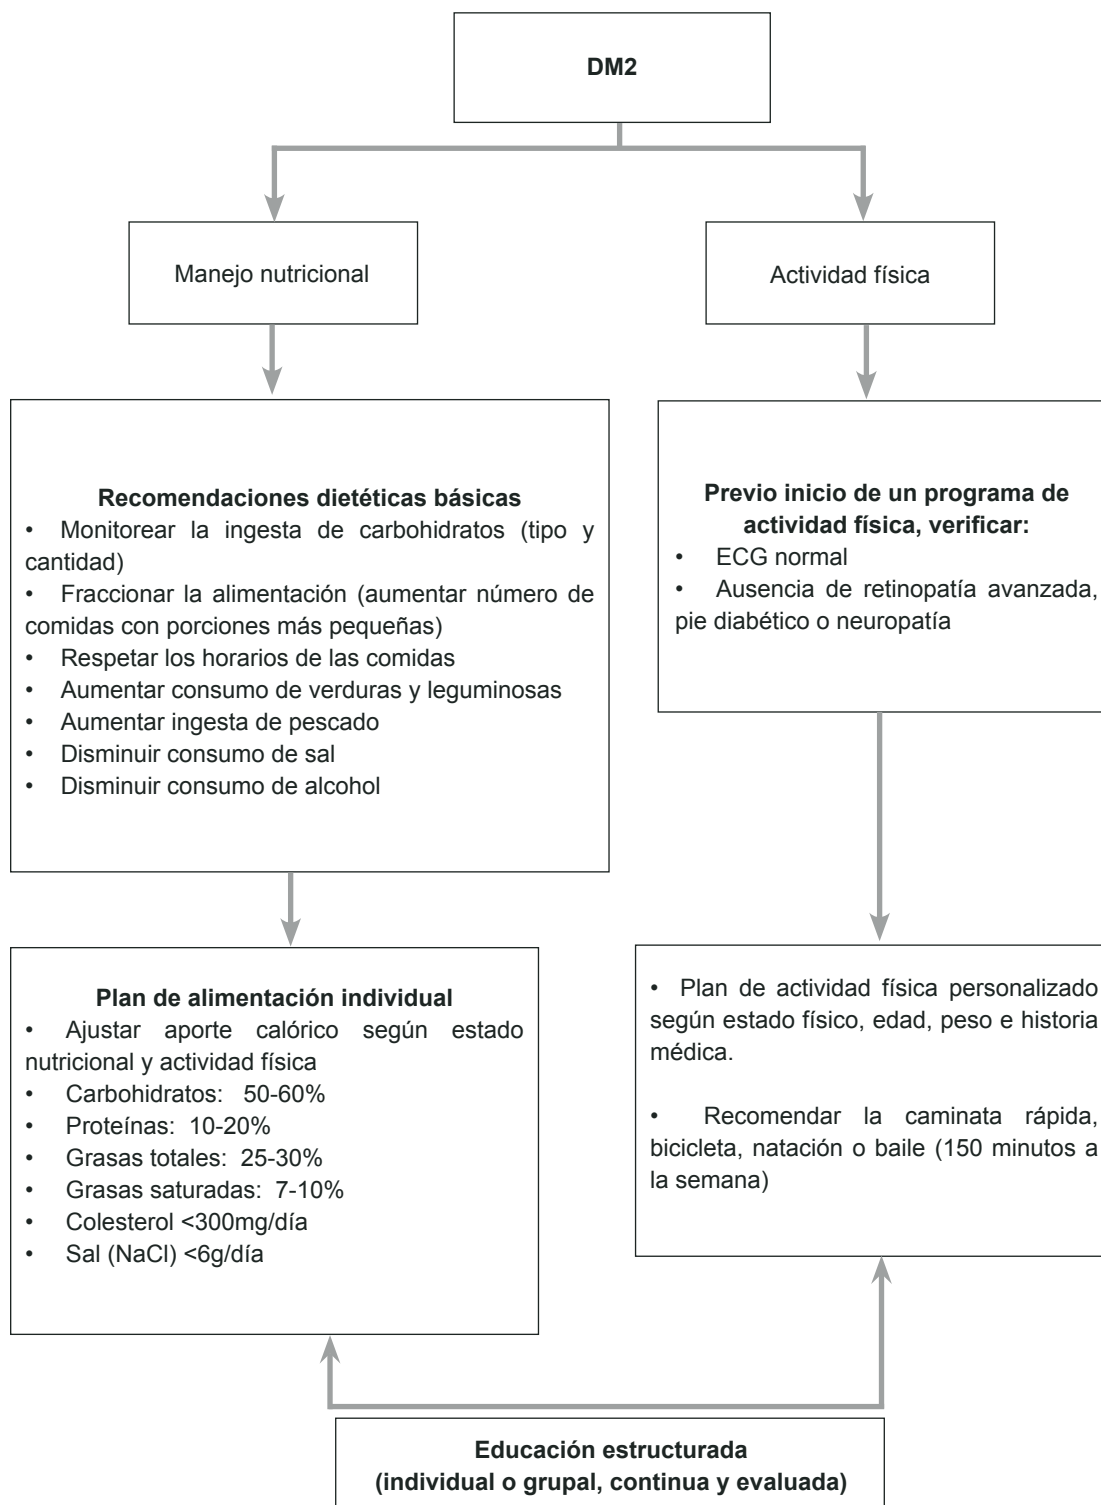 DM2
Manejo nutricional
Actividad física
Recomendaciones dietéticas básicas
• Monitorear la ingesta de carbohidratos (tipo y
cantidad)
• Fraccionar la alimentación (aumentar número de
comidas con porciones más pequeñas)
• Respetar los horarios de las comidas
• Aumentar consumo de verduras y leguminosas
• Aumentar ingesta de pescado
• Disminuir consumo de sal
• Disminuir consumo de alcohol
Previo inicio de un programa de
actividad física, verificar:
• ECG normal
• Ausencia de retinopatía avanzada,
pie diabético o neuropatía
Plan de alimentación individual
• Ajustar aporte calórico según estado
nutricional y actividad física
• Carbohidratos: 50-60%
• Proteínas: 10-20%
• Grasas totales: 25-30%
• Grasas saturadas: 7-10%
• Colesterol <300mg/día
• Sal (NaCl) <6g/día
• Plan de actividad física personalizado
según estado físico, edad, peso e historia
médica.
• Recomendar la caminata rápida,
bicicleta, natación o baile (150 minutos a
la semana)
Educación estructurada
(individual o grupal, continua y evaluada)